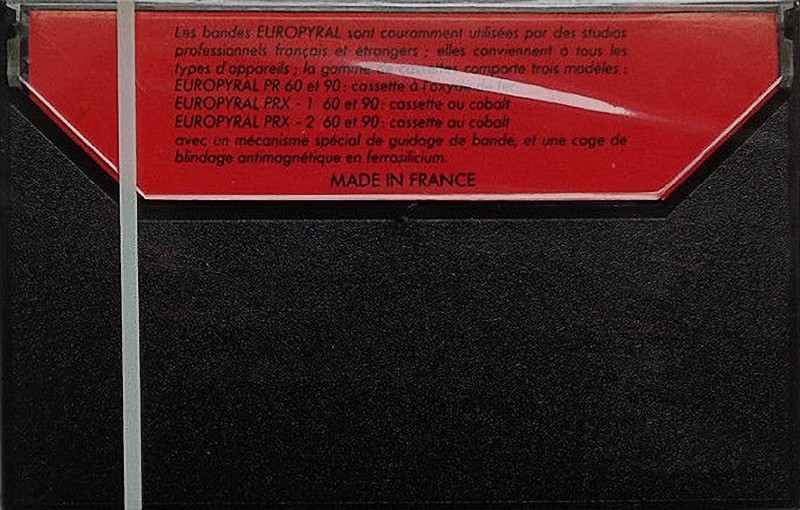 Les bandes EUROPYRAL sont couramment utilisées par des studios
professionnels français et étrangers ; elles conviennent à tous les
types d'appareils ; la gamme de cassettes comporte trois modèles :
EUROPYRAL PR 60 et 90 : cassette à l'oxyde de fer
EUROPYRAL PRX - 1 60 et 90 : cassette au cobalt
EUROPYRAL PRX - 2 60 et 90 : cassette au cobalt
avec un mécanisme spécial de guidage de bande, et une cage de
blindage antimagnétique en ferrosilicium.
MADE IN FRANCE